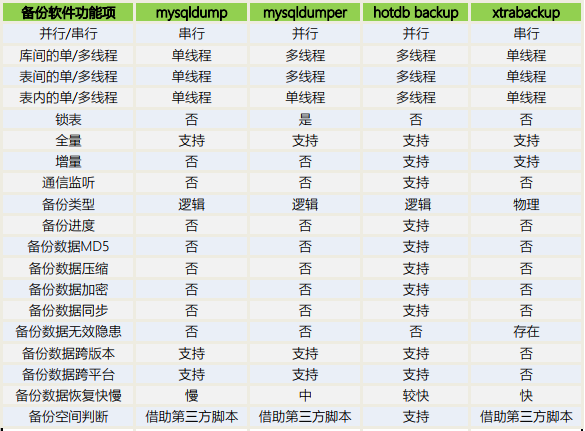 备份软件功能项 mysqldump mysqldumper hotdb backup xtrabackup
并行/串行 串行 并行 并行 串行
库间的单/多线程 单线程 多线程 多线程 单线程
表间的单/多线程 单线程 多线程 多线程 单线程
表内的单/多线程 单线程 单线程 多线程 单线程
锁表 否 是 否 否
全量 支持 支持 支持 支持
增量 否 否 支持 支持
通信监听 否 否 支持 否
备份类型 逻辑 逻辑 逻辑 物理
备份进度 否 否 支持 否
备份数据MD5 否 否 支持 否
备份数据压缩 否 否 支持 否
备份数据加密 否 否 支持 否
备份数据同步 否 否 支持 否
备份数据无效隐患 否 否 否 存在
备份数据跨版本 支持 支持 支持 否
备份数据跨平台 支持 支持 支持 否
备份数据恢复快慢 慢 中 较快 快
备份空间判断 借助第三方脚本 借助第三方脚本 支持 借助第三方脚本